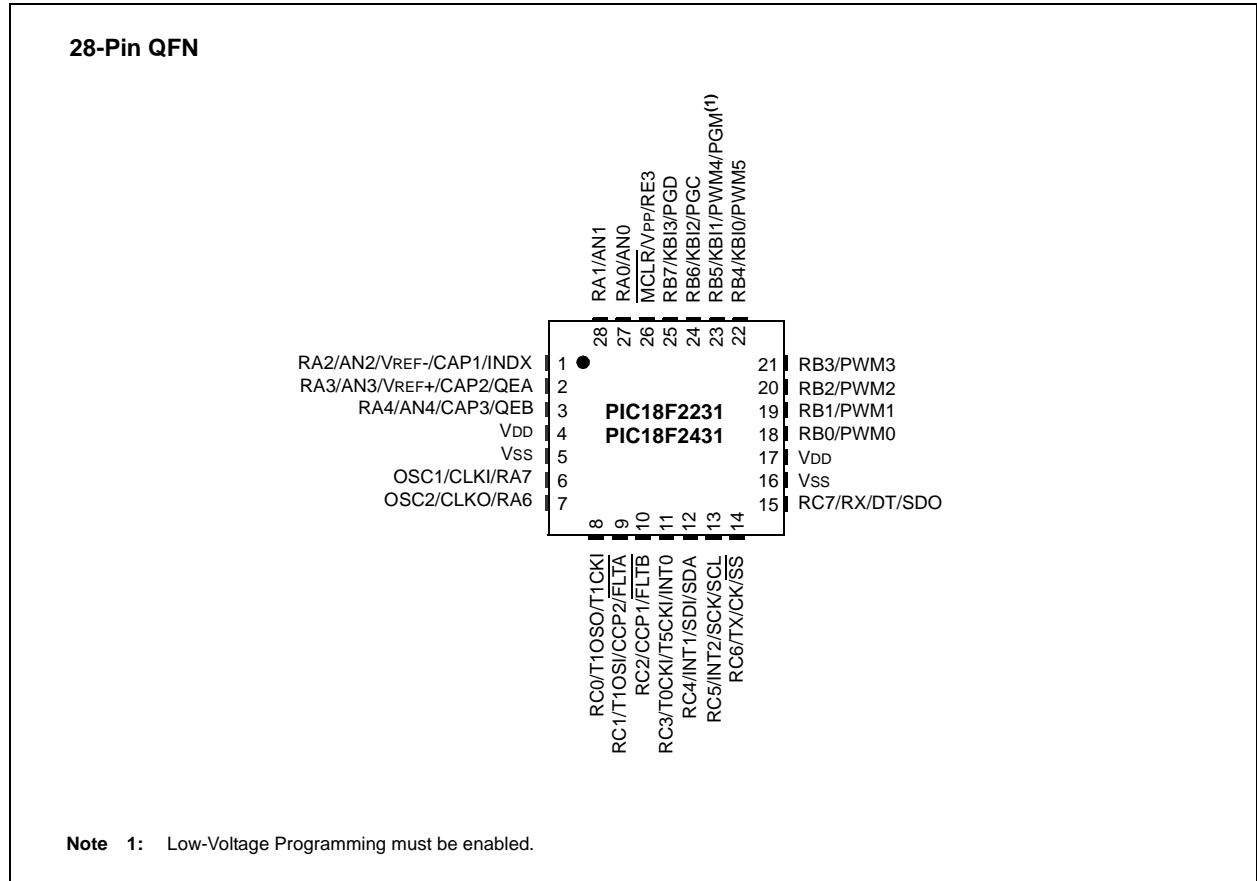 28-Pin QFN
RA1/AN1
RA0/AN0
MCLR/VPP/RE3
RB7/KBI3/PGD
RB6/KBI2/PGC
RB5/KBI1/PWM4/PGM(1)
RB4/KBI0/PWM5
28
27
26
25
24
23
22
RA2/AN2/VREF-/CAP1/INDX 1
RA3/AN3/VREF+/CAP2/QEA 2
RA4/AN4/CAP3/QEB 3
VDD 4
VSS 5
OSC1/CLKI/RA7 6
OSC2/CLKO/RA6 7
PIC18F2231
PIC18F2431
21 RB3/PWM3
20 RB2/PWM2
19 RB1/PWM1
18 RB0/PWM0
17 VDD
16 VSS
15 RC7/RX/DT/SDO
8
9
10
11
12
13
14
RC0/T1OSO/T1CKI
RC1/T1OSI/CCP2/FLTA
RC2/CCP1/FLTB
RC3/T0CKI/T5CKI/INT0
RC4/INT1/SDI/SDA
RC5/INT2/SCK/SCL
RC6/TX/CK/SS
Note 1: Low-Voltage Programming must be enabled.